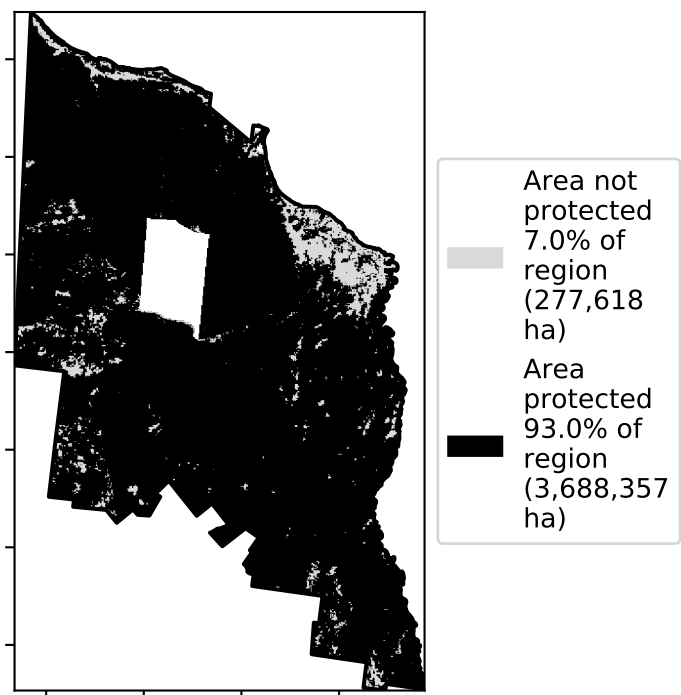 Area not
protected
7.0% of
region
(277,618
ha)
Area
protected
93.0% of
region
(3,688,357
ha)